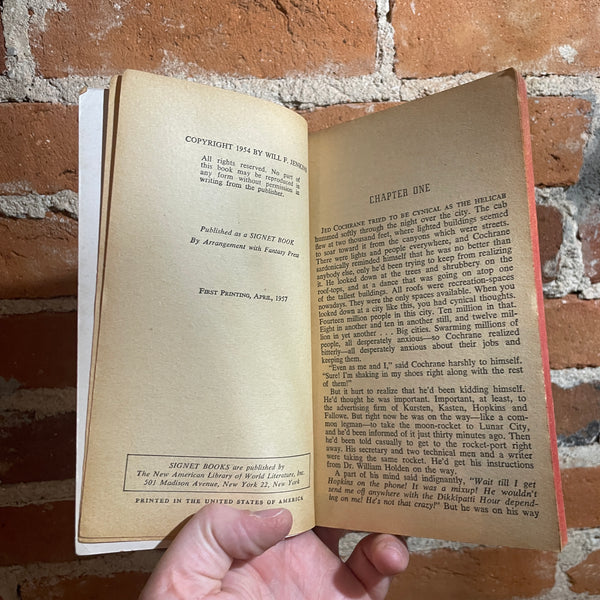 COPYRIGHT 1954 BY WILL F.
All rights reserved. No part of
this book may be reproduced in
any form without permission in
writing from the publisher.
Published as a SIGNET BOOK
By Arrangement with Fantasy Press
FIRST PRINTING, APRIL, 1957
SIGNET BOOKS are published by
The New American Library of World Literature, Inc.
501 Madison Avenue, New York 22, New York
PRINTED IN THE UNITED STATES OF AMERICA
CHAPTER ONE
JED COCHRANE TRIED TO BE CYNICAL AS THE HELICAB
hummed softly through the night over the city. The cab
flew at two thousand feet, where lighted buildings seemed
to soar toward it from the canyons which were streets.
There were lights and people everywhere, and Cochrane
sardonically reminded himself that he was no better than
anybody else, only he'd been trying to keep from realizing
it. He looked down at the trees and shrubbery on the
roof-tops, and at a dance that was going on atop one
of the tallest buildings. All roofs were recreation-spaces
nowadays. They were the only spaces available. When you
looked down at a city like this, you had cynical thoughts.
Fourteen million people in this city. Ten million in that.
Eight in another and ten in another still, and twelve mil-
lion in yet another . . . Big cities. Swarming millions of
people, all desperately anxious—so Cochrane realized
bitterly—all desperately anxious about their jobs and
keeping them.
"Even as me and I," said Cochrane harshly to himself.
"Sure! I'm shaking in my shoes right along with the rest
of them!"
But it hurt to realize that he'd been kidding himself.
He'd thought he was important. Important, at least, to
the advertising firm of Kursten, Kasten, Hopkins and
Fallowe. But right now he was on the way—like a com-
mon legman—to take the moon-rocket to Lunar City,
and he'd been informed of it just thirty minutes ago. Then
he'd been told casually to get to the rocket-port right
away. His secretary and two technical men and a writer
were taking the same rocket. He'd get his instructions
from Dr. William Holden on the way.
A part of his mind said indignantly, "Wait till I get
Hopkins on the phone! It was a mixup! He wouldn't
send me off anywhere with the Dikkipatti Hour depend-
ing on me! He's not that crazy!" But he was on his way